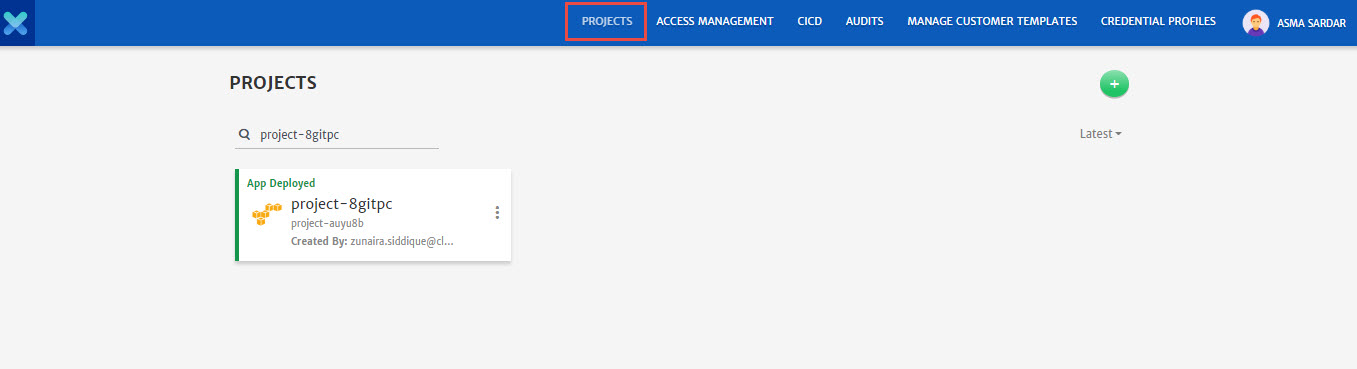 PROJECTS ACCESS MANAGEMENT CICD AUDITS MANAGE CUSTOMER TEMPLATES CREDENTIAL PROFILES ASMA SARDAR
PROJECTS
+
project-8gitpc
Latest
App Deployed
project-8gitpc
project-auyu8b
Created By: zunaira.siddique@cl...